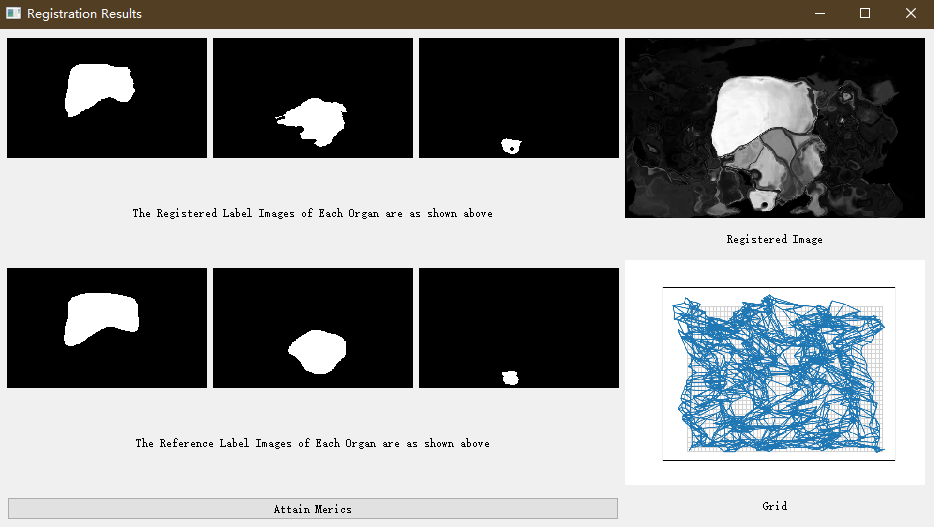 Registration Results
The Registered Label Images of Each Organ are as shown above
Registered Image
The Reference Label Images of Each Organ are as shown above
Attain Merics
Grid